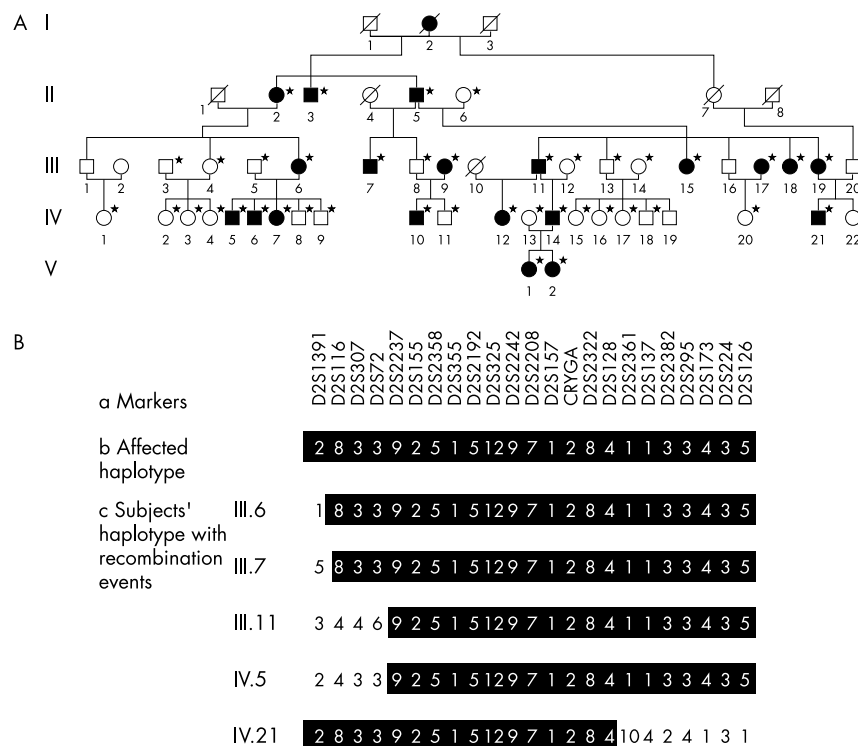 A I
1 2 3
II
1 2 3 4 5 6 7 8
III
1 2 3 4 5 6 7 8 9 10 11 12 13 14 15 16 17 18 19 20
IV
1 2 3 4 5 6 7 8 9 10 11 12 13 14 15 16 17 18 19 20 21 22
V
1 2
B
a Markers
D2S1391 D2S116 D2S307 D2S72 D2S2237 D2S155 D2S2358 D2S355 D2S2192 D2S325 D2S2242 D2S2208 D2S157 CRYGA D2S2322 D2S128 D2S2361 D2S137 D2S2382 D2S295 D2S173 D2S224 D2S126
b Affected haplotype
2 8 3 3 9 2 5 1 5 12 9 7 1 2 8 4 1 1 3 3 4 3 5
c Subjects' haplotype with recombination events
III.6 1 8 3 3 9 2 5 1 5 12 9 7 1 2 8 4 1 1 3 3 4 3 5
III.7 5 8 3 3 9 2 5 1 5 12 9 7 1 2 8 4 1 1 3 3 4 3 5
III.11 3 4 4 6 9 2 5 1 5 12 9 7 1 2 8 4 1 1 3 3 4 3 5
IV.5 2 4 3 3 9 2 5 1 5 12 9 7 1 2 8 4 1 1 3 3 4 3 5
IV.21 2 8 3 3 9 2 5 1 5 12 9 7 1 2 8 4 10 4 2 4 1 3 1